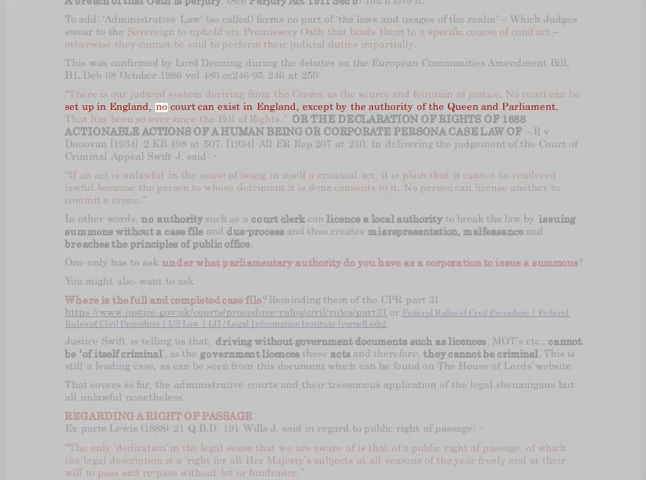 A breach of that Oath is perjury. (See Perjury Act 1911 Sec 5) You'll love it!
To add: 'Administrative Law' (so called) forms no part of 'the laws and usages of the realm' – Which Judges
swear to the Sovereign to uphold via Promissory Oath that binds them to a specific course of conduct –
otherwise they cannot be said to perform their judicial duties impartially.
This was confirmed by Lord Denning during the debates on the European Communities Amendment Bill,
HL Deb 08 October 1986 vol 480 cc246-95 246 at 250:
"There is our judicial system deriving from the Crown as the source and fountain of justice. No court can be
set up in England, no court can exist in England, except by the authority of the Queen and Parliament.
That has been so ever since the Bill of Rights." OR THE DECLARATION OF RIGHTS OF 1688
ACTIONABLE ACTIONS OF A HUMAN BEING OR CORPORATE PERSONA CASE LAW OF – R v
Donovan [1934] 2 KB 498 at 507, [1934] All ER Rep 207 at 210. In delivering the judgement of the Court of
Criminal Appeal Swift J, said: -
"If an act is unlawful in the sense of being in itself a criminal act, it is plain that it cannot be rendered
lawful because the person to whose detriment it is done consents to it. No person can license another to
commit a crime."
In other words, no authority such as a court clerk can licence a local authority to break the law by issuing
summons without a case file and due-process and thus creates misrepresentation, malfeasance and
breaches the principles of public office.
One only has to ask under what parliamentary authority do you have as a corporation to issue a summons?
You might also want to ask
Where is the full and completed case file? Reminding them of the CPR part 31
https://www.justice.gov.uk/courts/procedure-rules/civil/rules/part31 or Federal Rules of Civil Procedure | Federal
Rules of Civil Procedure | US Law | LII / Legal Information Institute (cornell.edu)
Justice Swift is telling us that, driving without government documents such as licences, MOT's etc., cannot
be 'of itself criminal', as the government licences these acts and therefore, they cannot be criminal. This is
still a leading case, as can be seen from this document which can be found on The House of Lords' website.
That covers so far, the administrative courts and their treasonous application of the legal shenanigans but
all unlawful nonetheless.
REGARDING A RIGHT OF PASSAGE
Ex parte Lewis (1888) 21 Q.B.D. 191 Wills J. said in regard to public right of passage: -
"The only 'dedication' in the legal sense that we are aware of is that of a public right of passage, of which
the legal description is a 'right for all Her Majesty's subjects at all seasons of the year freely and at their
will to pass and re-pass without let or hindrance."